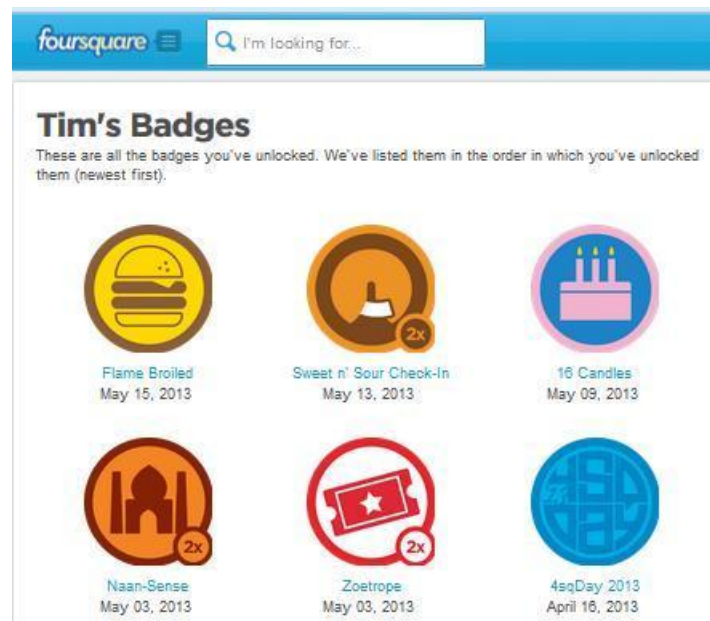 foursquare
I'm looking for...
Tim's Badges
These are all the badges you've unlocked. We've listed them in the order in which you've unlocked
them (newest first).
2x
Flame Broiled Sweet n' Sour Check-In 16 Candles
May 15, 2013 May 13, 2013 May 09, 2013
4SQ
DAY
2x 2x
Naan-Sense Zoetrope 4sqDay 2013
May 03, 2013 May 03, 2013 April 16, 2013